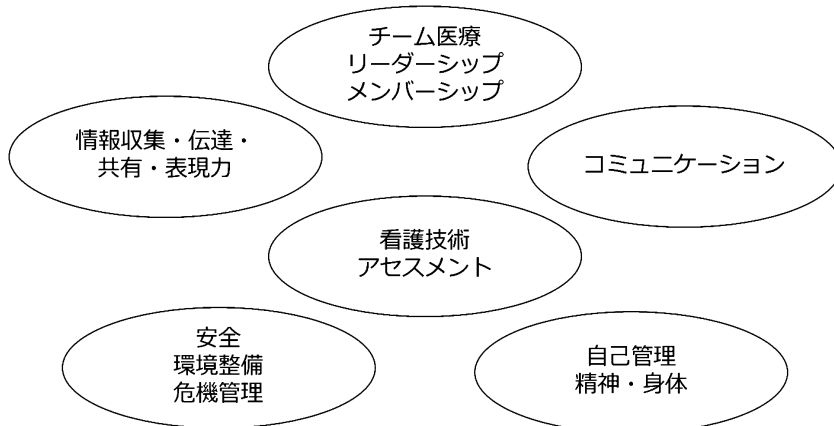 チーム医療
リーダーシップ
メンバーシップ
情報収集・伝達・
共有・表現力
コミュニケーション
看護技術
アセスメント
安全
環境整備
危機管理
自己管理
精神・身体